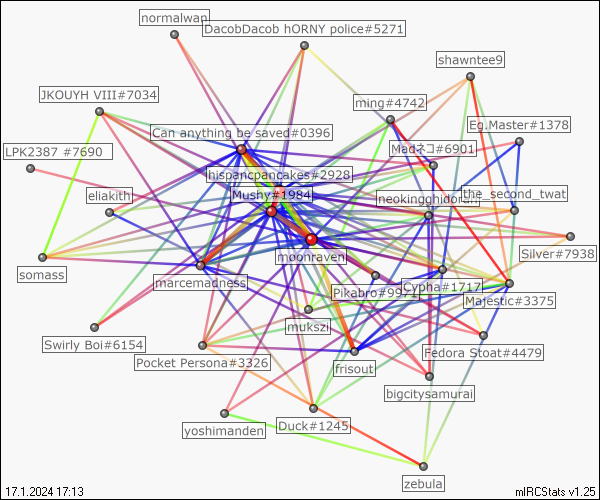 normalwan
DacobDacob hORNY police#5271
shawntee9
JKOUYH VIII#7034
ming#4742
Can anything be saved#0396
Eg.Master#1378
LPK2387 #7690
Madネコ#6901
hispancpancakes#2928
eliakith
Mushy#1984
the_second_twat
moonraven
Silver#7938
somass
marcemadness
Pikabro#9971
Cypha#1717
Majestic#3375
mukszi
Swirly Boi#6154
Pocket Persona#3326
Fedora Stoat#4479
frisout
bigcitysamurai
yoshimanden
Duck#1245
zebula
17.1.2024 17:13
mIRCStats v1.25